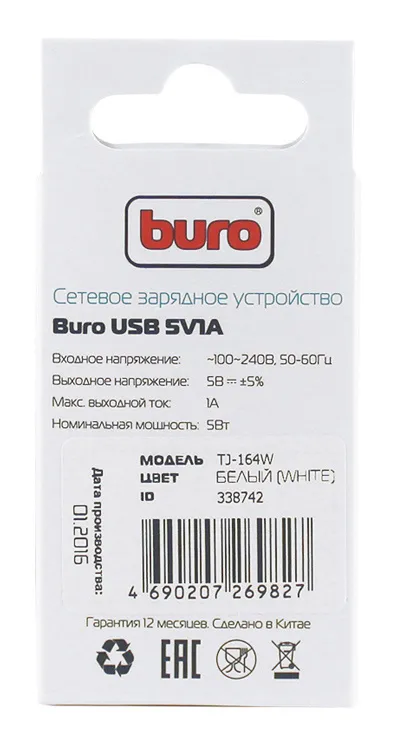 buro®
Сетевое зарядное устройство
Buro USB 5V1A
Входное напряжение: ~100~240В, 50-60Гц
Выходное напряжение: 5В ⎓ ±5%
Макс. выходной ток: 1А
Номинальная мощность: 5Вт
Дата производства:
01.2016
МОДЕЛЬ TJ-164W
ЦВЕТ БЕЛЫЙ (WHITE)
ID 338742
4 690207 269827
Гарантия 12 месяцев. Сделано в Китае
EAC